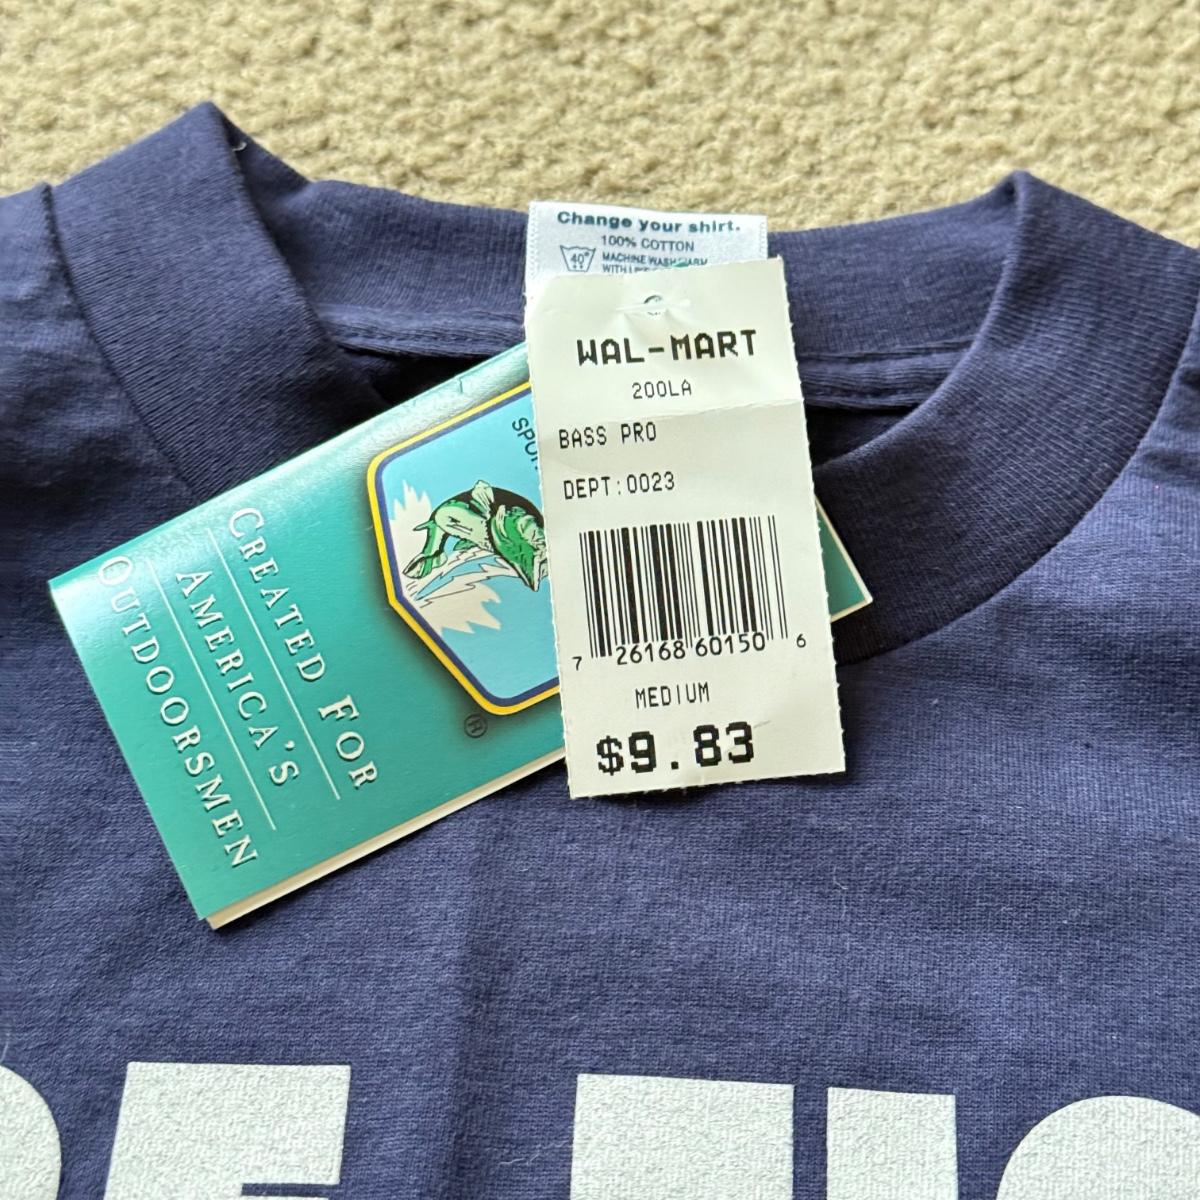 Change your shirt.
100% COTTON
40°
MACHINE WASH WARM
WAL-MART
200LA
BASS PRO
DEPT:0023
7 26168 60150 6
MEDIUM
$9.83
CREATED FOR
AMERICA'S
OUTDOORSMEN
®